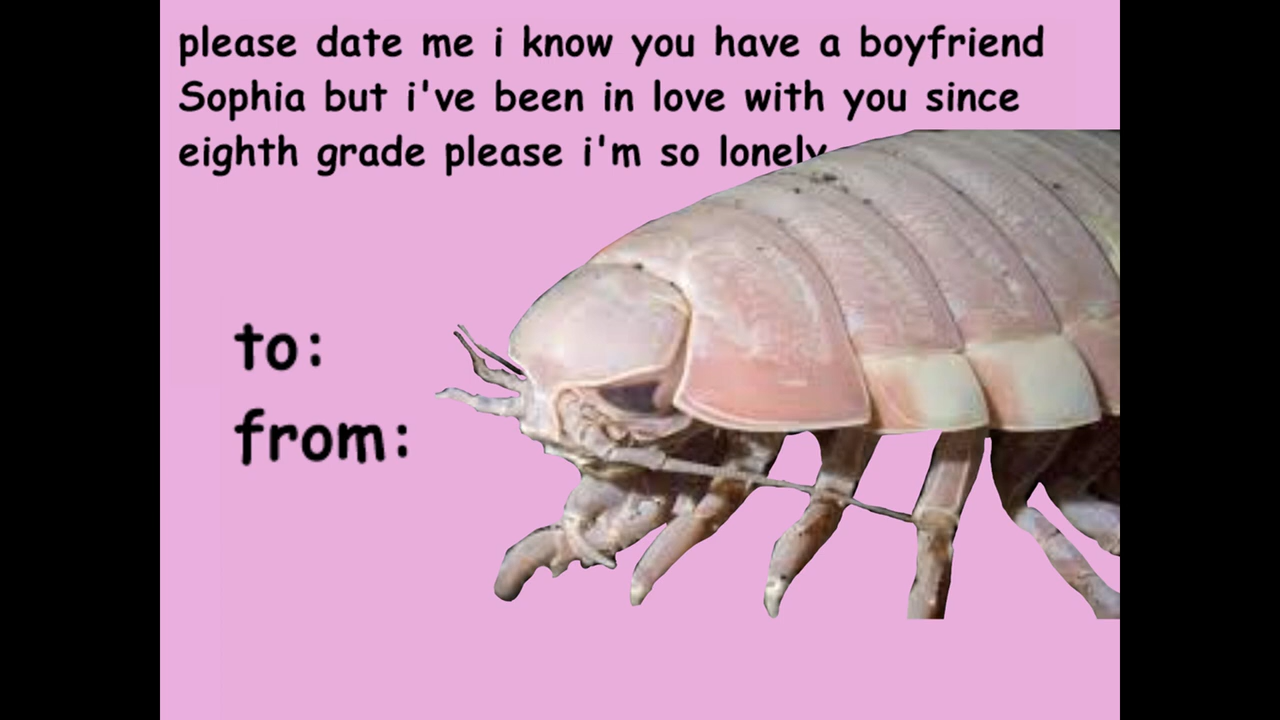 please date me i know you have a boyfriend
Sophia but i've been in love with you since
eighth grade please i'm so lonely
to:
from: